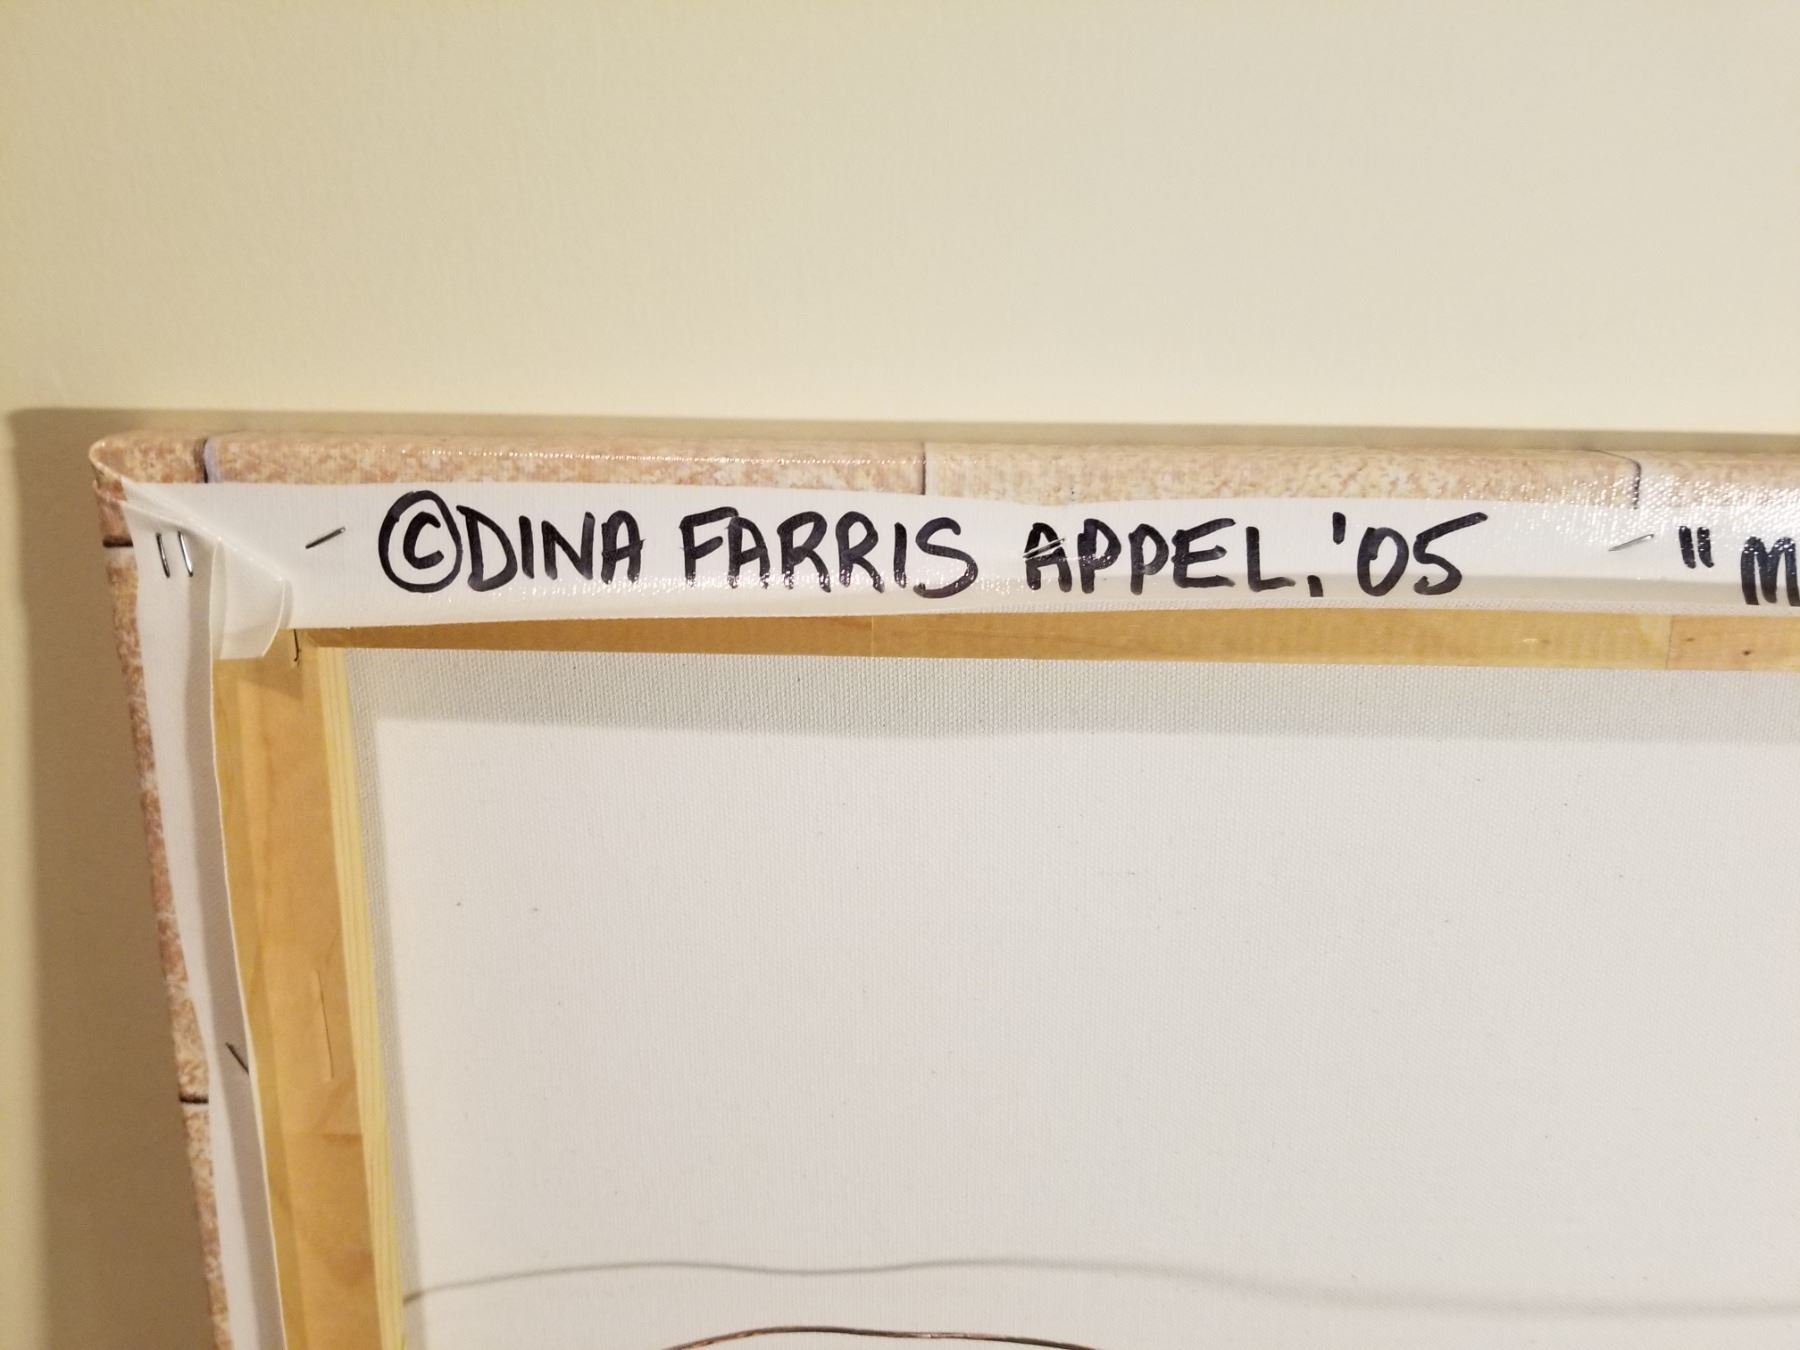 ©DINA FARRIS APPEL, '05 "M